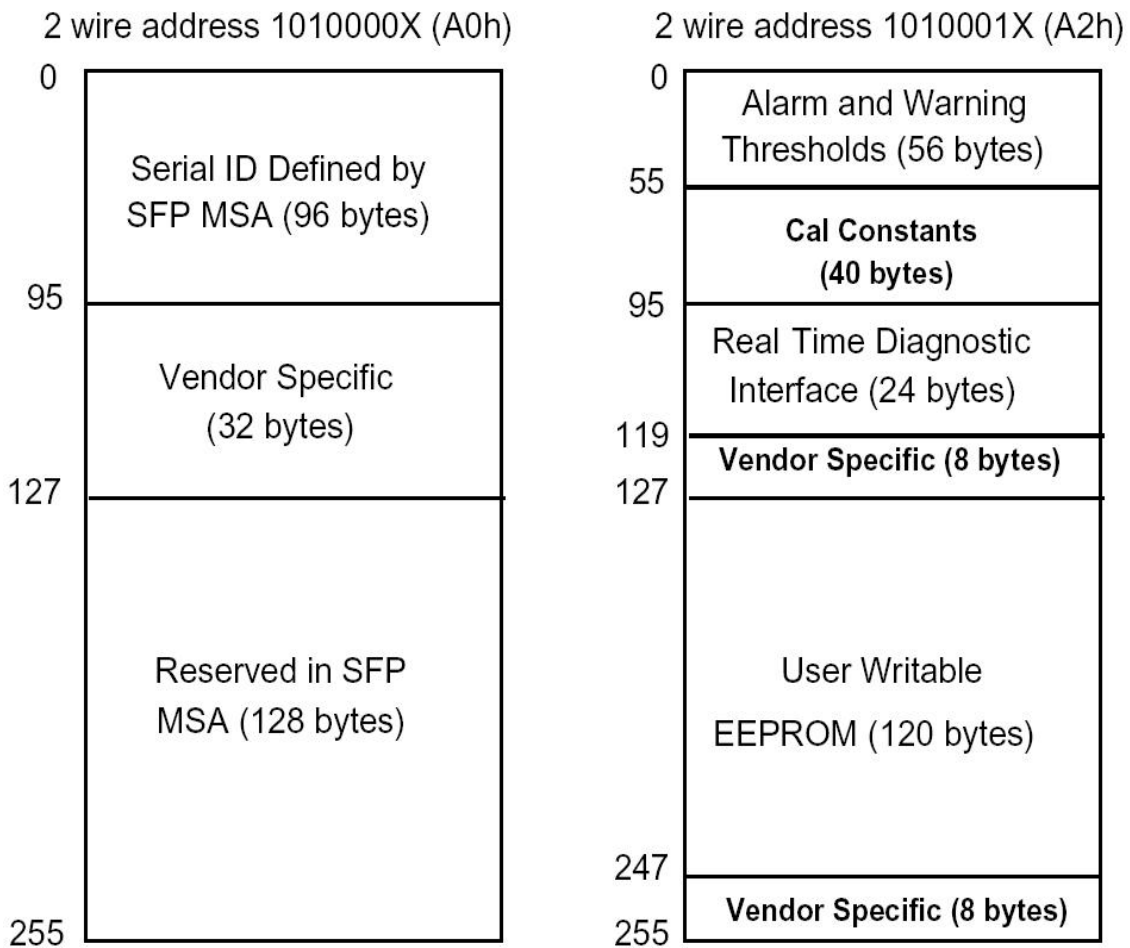 2 wire address 1010000X (A0h)
0
Serial ID Defined by
SFP MSA (96 bytes)
95
Vendor Specific
(32 bytes)
127
Reserved in SFP
MSA (128 bytes)
255
2 wire address 1010001X (A2h)
0
Alarm and Warning
Thresholds (56 bytes)
55
Cal Constants
(40 bytes)
95
Real Time Diagnostic
Interface (24 bytes)
119
Vendor Specific (8 bytes)
127
User Writable
EEPROM (120 bytes)
247
Vendor Specific (8 bytes)
255